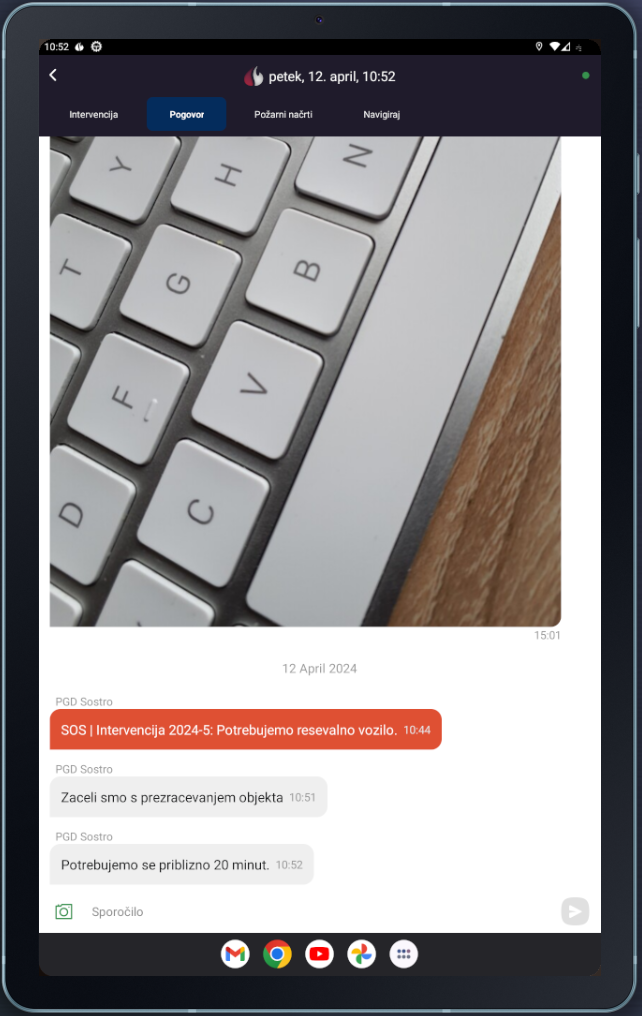 10:52
petek, 12. april, 10:52
Intervencija Pogovor Požarni načrti Navigiraj
Y H N
T G B
F V
D C
15:01
12 April 2024
PGD Sostro
SOS | Intervencija 2024-5: Potrebujemo resevalno vozilo. 10:44
PGD Sostro
Zaceli smo s prezracevanjem objekta 10:51
PGD Sostro
Potrebujemo se priblizno 20 minut. 10:52
Sporočilo